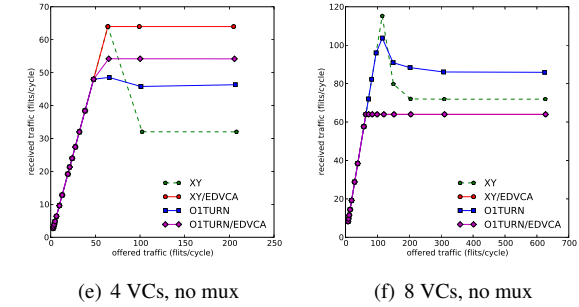 (e)
(f)
70
60
50
40
30
20
10
0
received traffic (flits/cycle)
XY
XY/EDVCA
O1TURN
O1TURN/EDVCA
0 50 100 150 200 250
offered traffic (flits/cycle)
120
100
80
60
40
20
0
received traffic (flits/cycle)
XY
XY/EDVCA
O1TURN
O1TURN/EDVCA
0 100 200 300 400 500 600 700
offered traffic (flits/cycle)
(e) 4 VCs, no mux
(f) 8 VCs, no mux